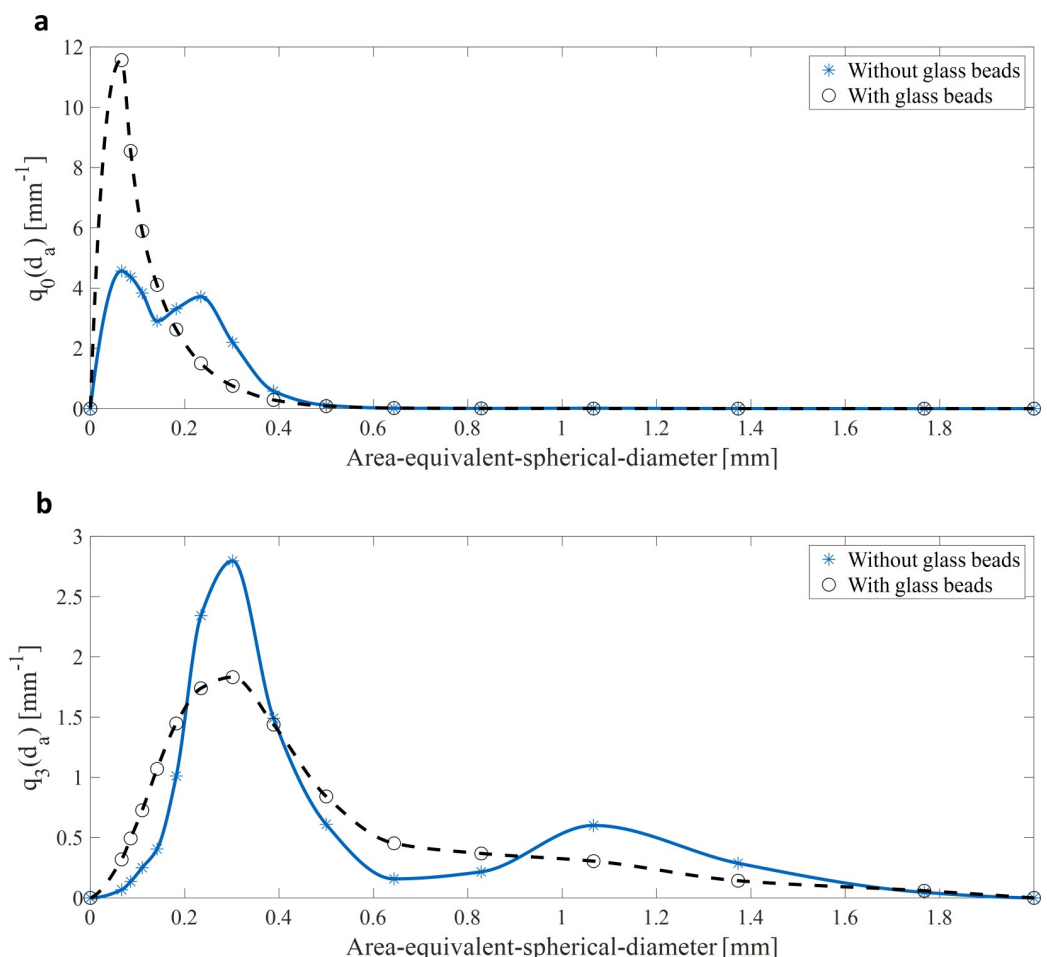 a
12
10
8
6
4
2
0
q_0(d_a) [mm^-1]
Without glass beads
With glass beads
0 0.2 0.4 0.6 0.8 1 1.2 1.4 1.6 1.8
Area-equivalent-spherical-diameter [mm]
b
3
2.5
2
1.5
1
0.5
0
q_3(d_a) [mm^-1]
Without glass beads
With glass beads
0 0.2 0.4 0.6 0.8 1 1.2 1.4 1.6 1.8
Area-equivalent-spherical-diameter [mm]